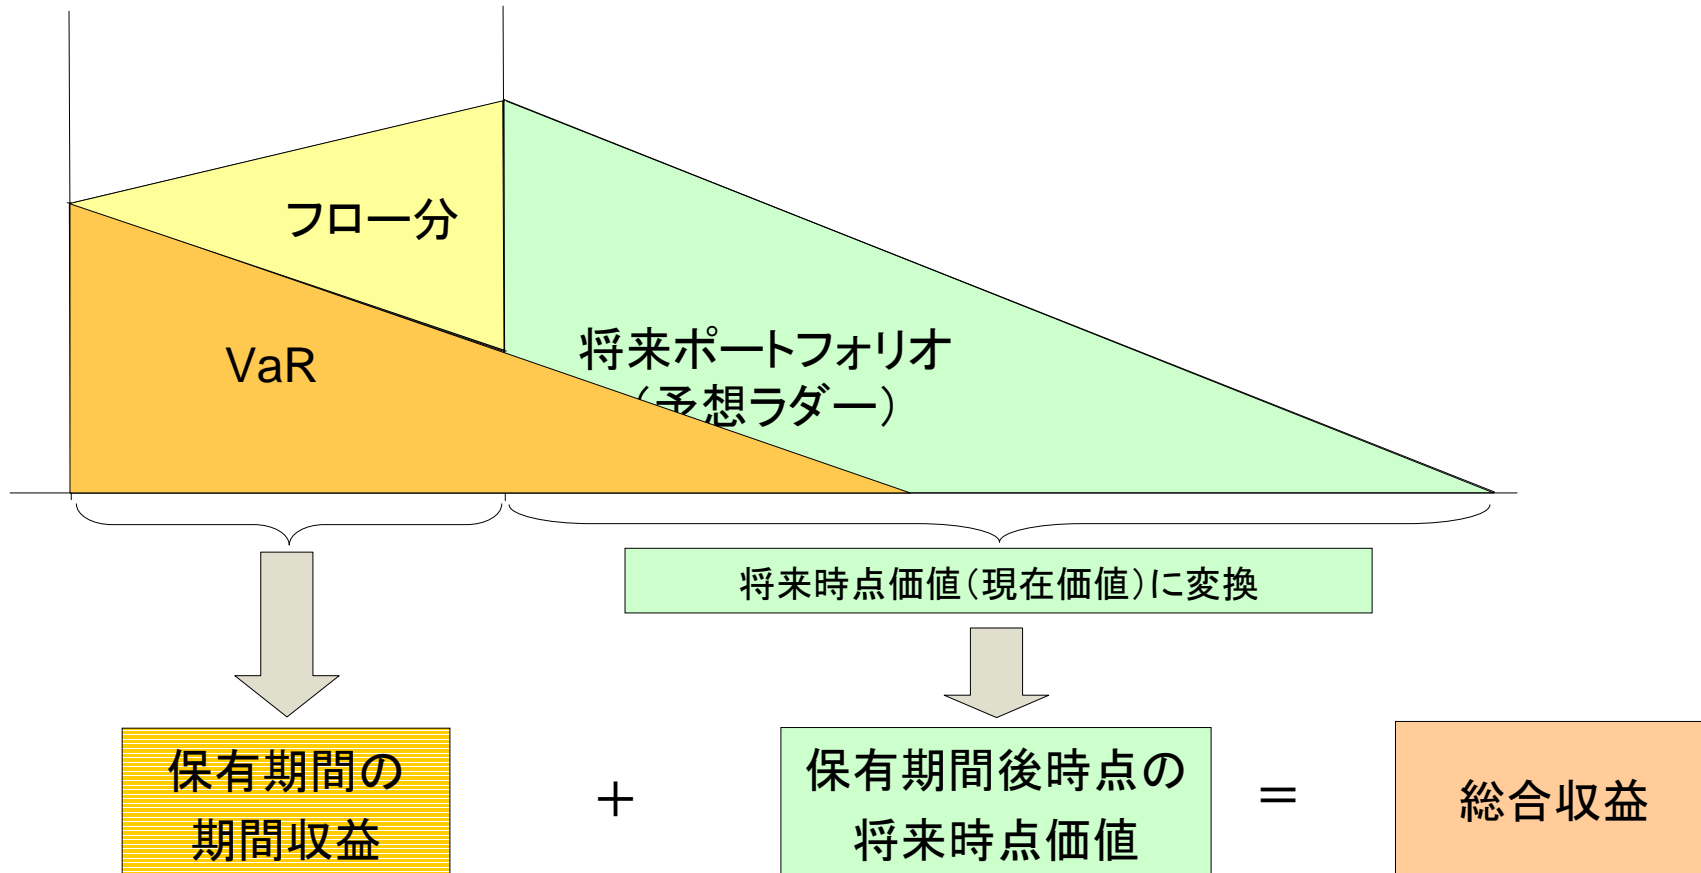 フロー分
VaR
将来ポートフォリオ
（予想ラダー）
将来時点価値（現在価値）に変換
保有期間の
期間収益
＋
保有期間後時点の
将来時点価値
＝
総合収益